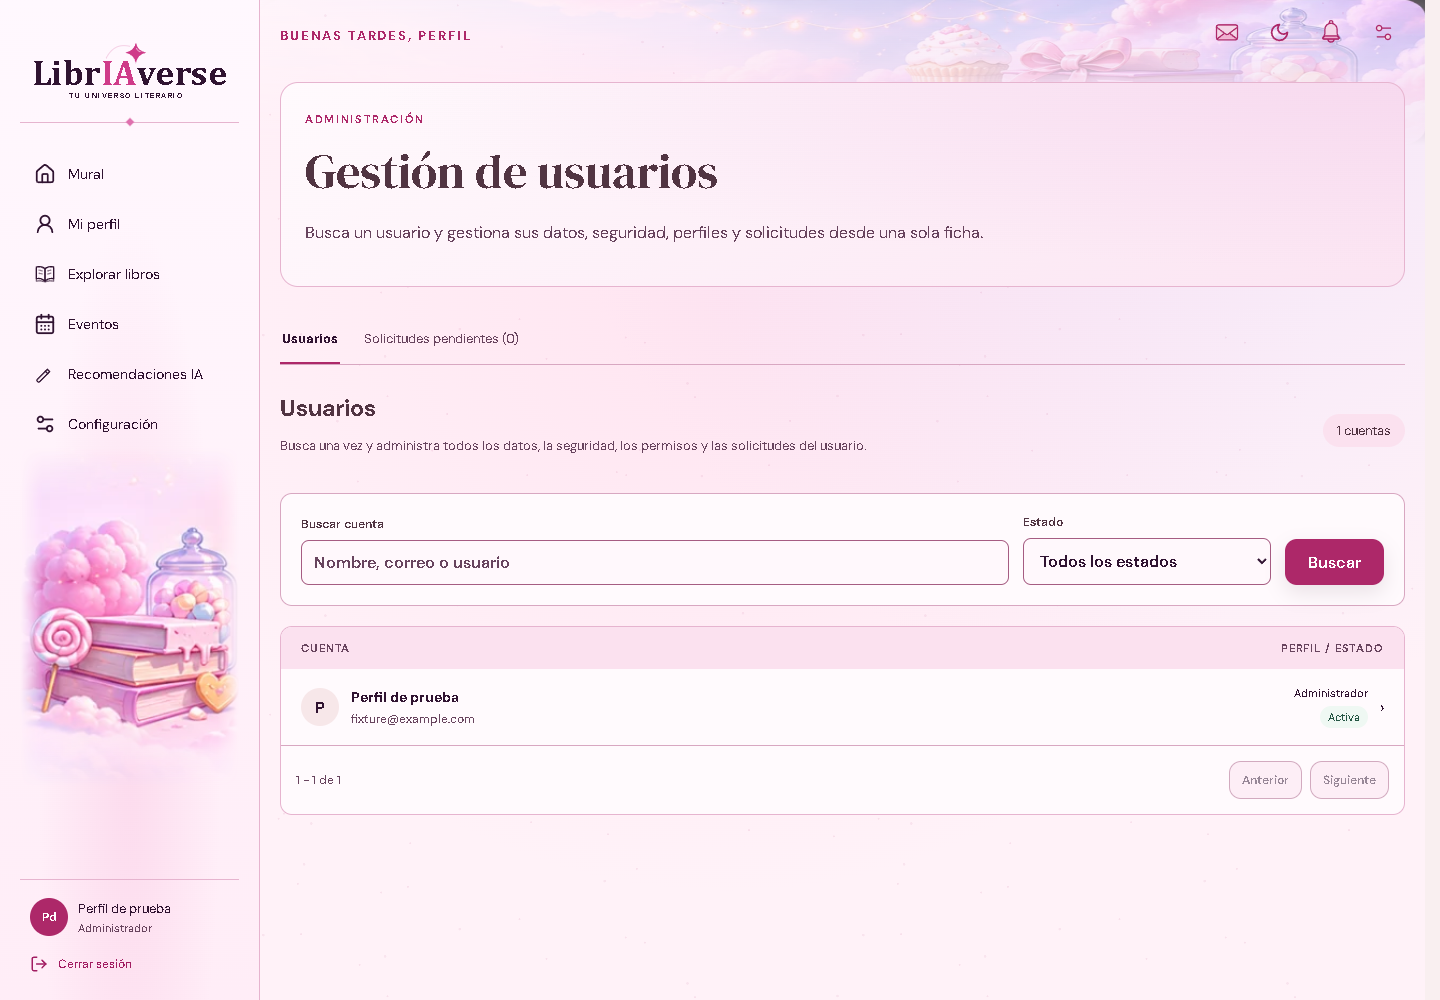 LibrIAverse
TU UNIVERSO LITERARIO
Mural
Mi perfil
Explorar libros
Eventos
Recomendaciones IA
Configuración
Perfil de prueba
Pd
Administrador
Cerrar sesión
BUENAS TARDES, PERFIL
ADMINISTRACIÓN
Gestión de usuarios
Busca un usuario y gestiona sus datos, seguridad, perfiles y solicitudes desde una sola ficha.
Usuarios
Solicitudes pendientes (0)
Usuarios
Busca una vez y administra todos los datos, la seguridad, los permisos y las solicitudes del usuario.
1 cuentas
Buscar cuenta
Nombre, correo o usuario
Estado
Todos los estados
Buscar
CUENTA
PERFIL / ESTADO
P
Perfil de prueba
fixture@example.com
Administrador
Activa
1 – 1 de 1
Anterior
Siguiente